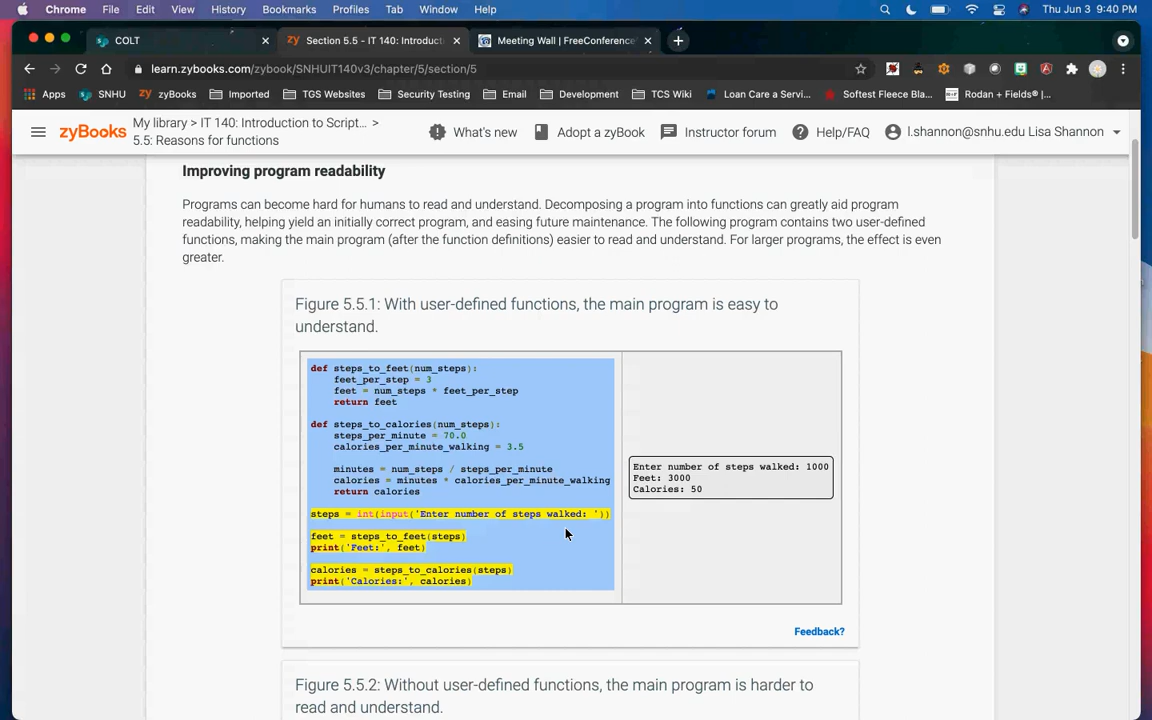 Chrome File Edit View History Bookmarks Profiles Tab Window Help Thu Jun 3 9:40 PM
COLT
Section 5.5 - IT 140: Introduct
Meeting Wall | FreeConference
learn.zybooks.com/zybook/SNHUIT140v3/chapter/5/section/5
Apps SNHU zyBooks Imported TGS Websites Security Testing Email Development TCS Wiki Loan Care a Servi... Softest Fleece Bla... Rodan + Fields® |...
zyBooks
My library > IT 140: Introduction to Script... >
5.5: Reasons for functions
What's new Adopt a zyBook Instructor forum Help/FAQ l.shannon@snhu.edu Lisa Shannon
Improving program readability
Programs can become hard for humans to read and understand. Decomposing a program into functions can greatly aid program
readability, helping yield an initially correct program, and easing future maintenance. The following program contains two user-defined
functions, making the main program (after the function definitions) easier to read and understand. For larger programs, the effect is even
greater.
Figure 5.5.1: With user-defined functions, the main program is easy to
understand.
def steps_to_feet(num_steps):
    feet_per_step = 3
    feet = num_steps * feet_per_step
    return feet
def steps_to_calories(num_steps):
    steps_per_minute = 70.0
    calories_per_minute_walking = 3.5
    minutes = num_steps / steps_per_minute
    calories = minutes * calories_per_minute_walking
    return calories
steps = int(input('Enter number of steps walked: '))
feet = steps_to_feet(steps)
print('Feet:', feet)
calories = steps_to_calories(steps)
print('Calories:', calories)
Enter number of steps walked: 1000
Feet: 3000
Calories: 50
Feedback?
Figure 5.5.2: Without user-defined functions, the main program is harder to
read and understand.